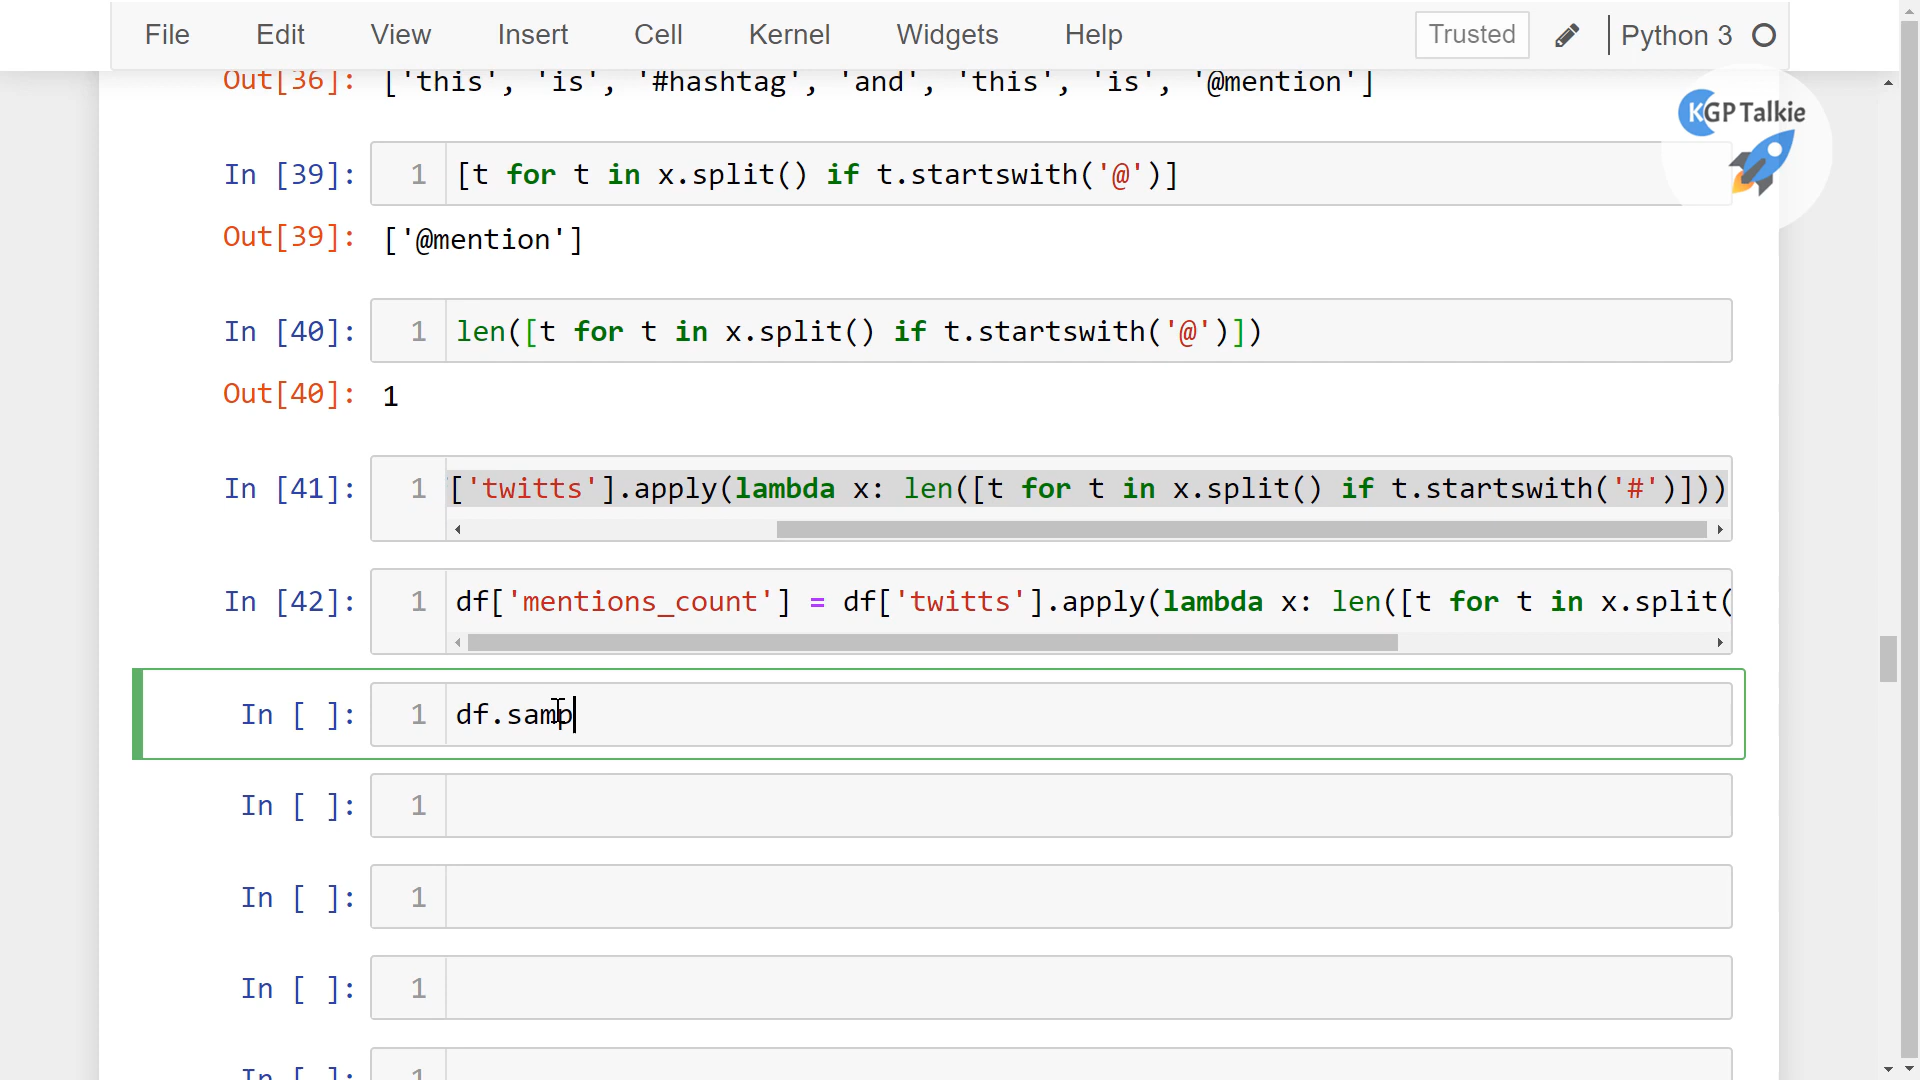 File Edit View Insert Cell Kernel Widgets Help Trusted Python 3
Out[36]: ['this', 'is', '#hashtag', 'and', 'this', 'is', '@mention']
KGP Talkie
In [39]: 1 [t for t in x.split() if t.startswith('@')]
Out[39]: ['@mention']
In [40]: 1 len([t for t in x.split() if t.startswith('@')])
Out[40]: 1
In [41]: 1 ['twitts'].apply(lambda x: len([t for t in x.split() if t.startswith('#')]))
In [42]: 1 df['mentions_count'] = df['twitts'].apply(lambda x: len([t for t in x.split(
In [ ]: 1 df.samp
In [ ]: 1
In [ ]: 1
In [ ]: 1
In [ ]: 1